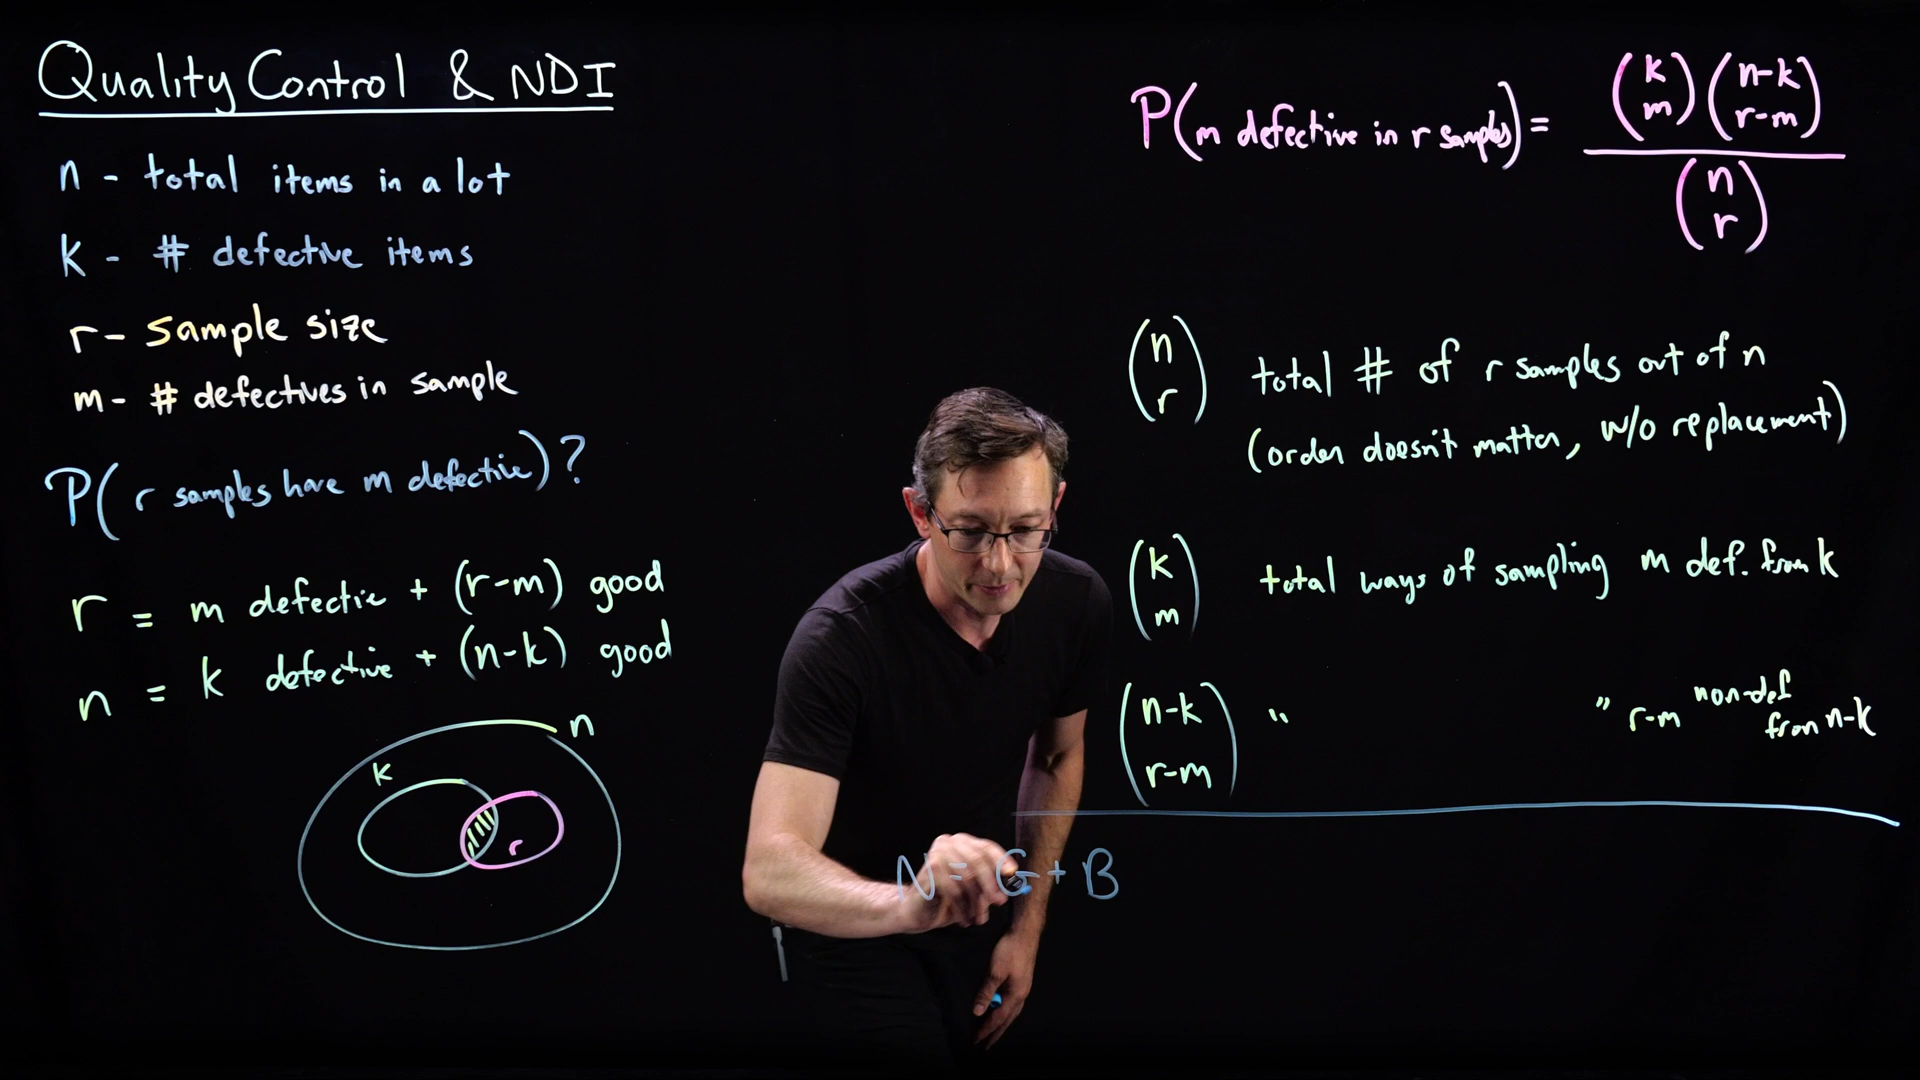 Quality Control & NDI
n - total items in a lot
k - # defective items
r - sample size
m - # defectives in sample
P( r samples have m defective)?
r = m defective + (r-m) good
n = k defective + (n-k) good
n
k
r
P(m defective in r samples) = (k m) (n-k r-m) / (n r)
(n r) total # of r samples out of n
(order doesn't matter, w/o replacement)
(k m) total ways of sampling m def. from k
(n-k r-m) " " r-m non-def from n-k
N = G + B